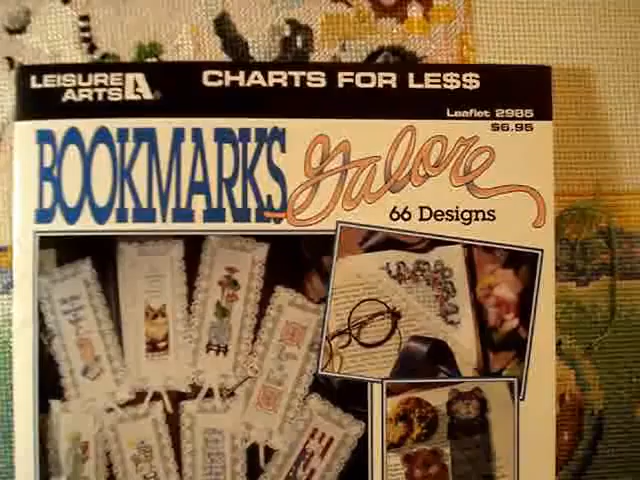 LEISURE ARTS
CHARTS FOR LE$$
Leaflet 2985
$6.95
BOOKMARKS Galore
66 Designs